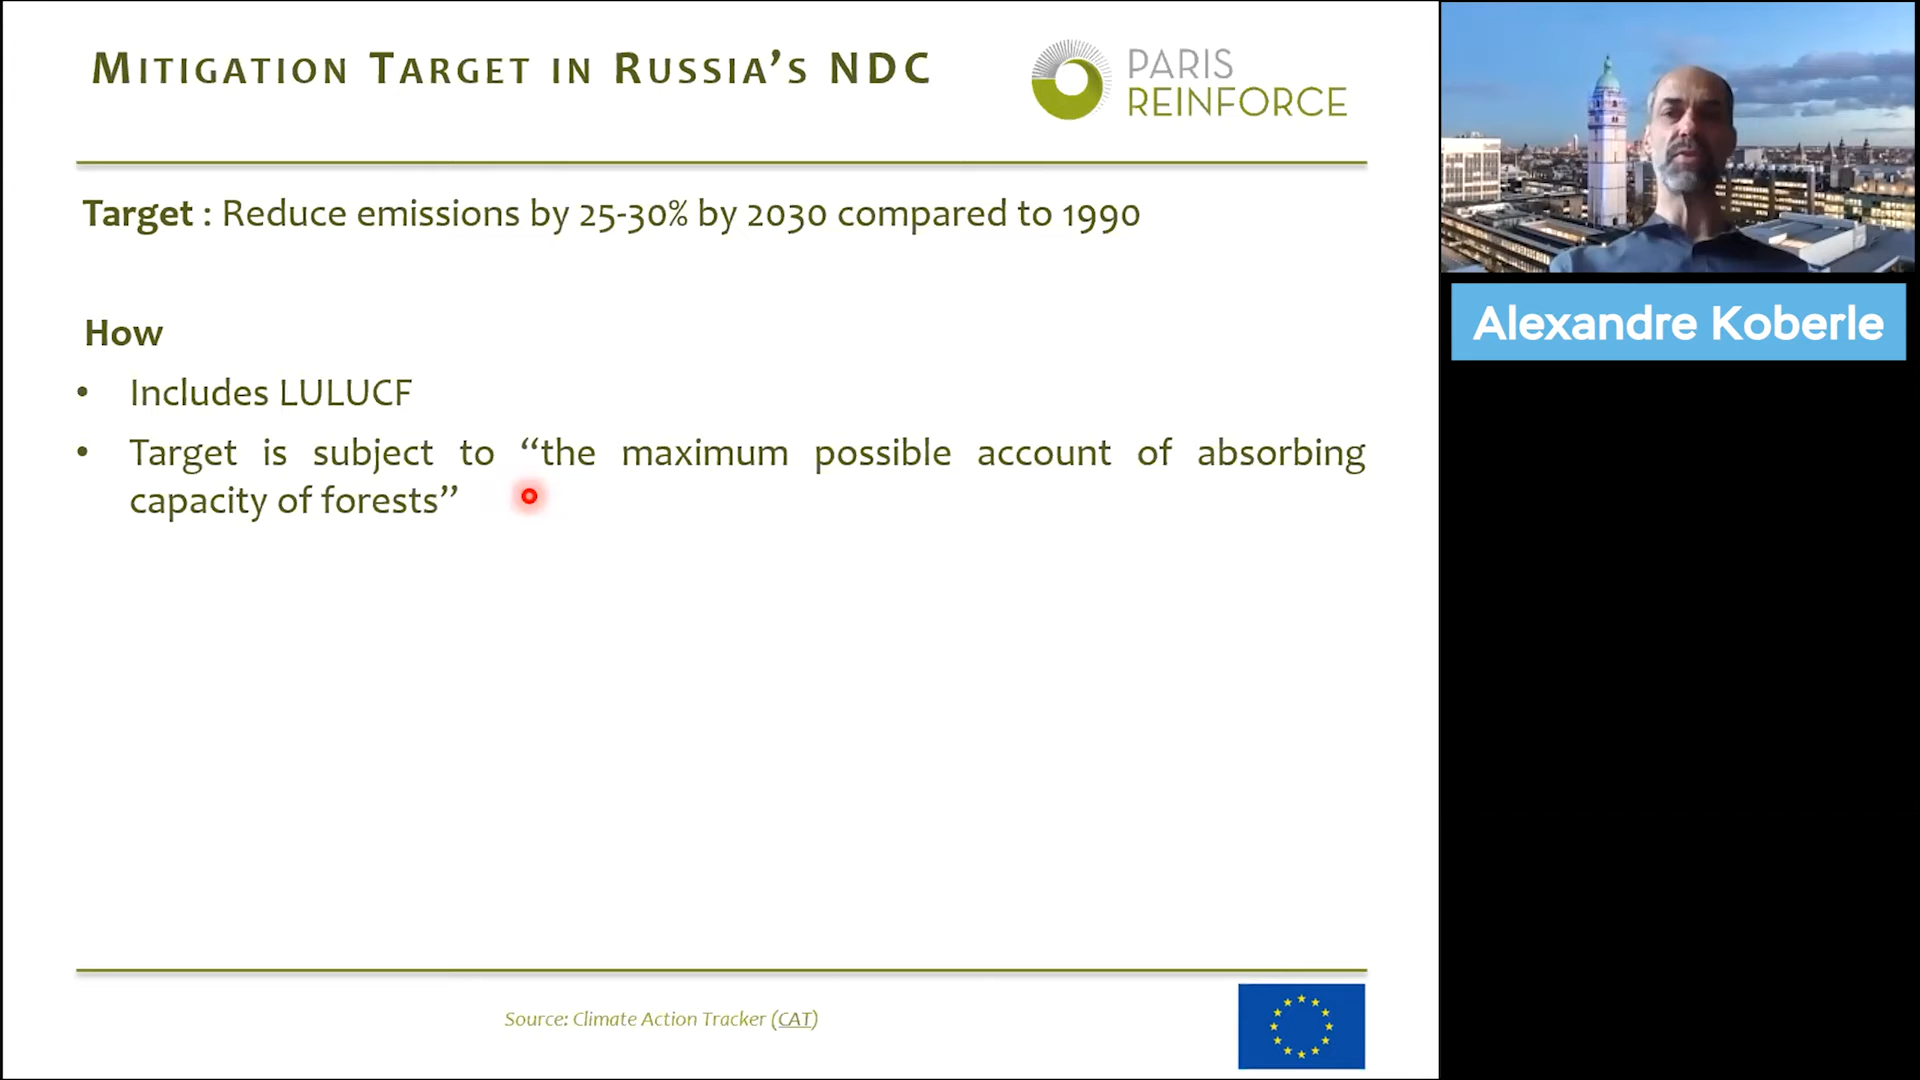 MITIGATION TARGET IN RUSSIA'S NDC
PARIS
REINFORCE
Target : Reduce emissions by 25-30% by 2030 compared to 1990
How
• Includes LULUCF
• Target is subject to “the maximum possible account of absorbing
capacity of forests”
Source: Climate Action Tracker (CAT)
Alexandre Koberle